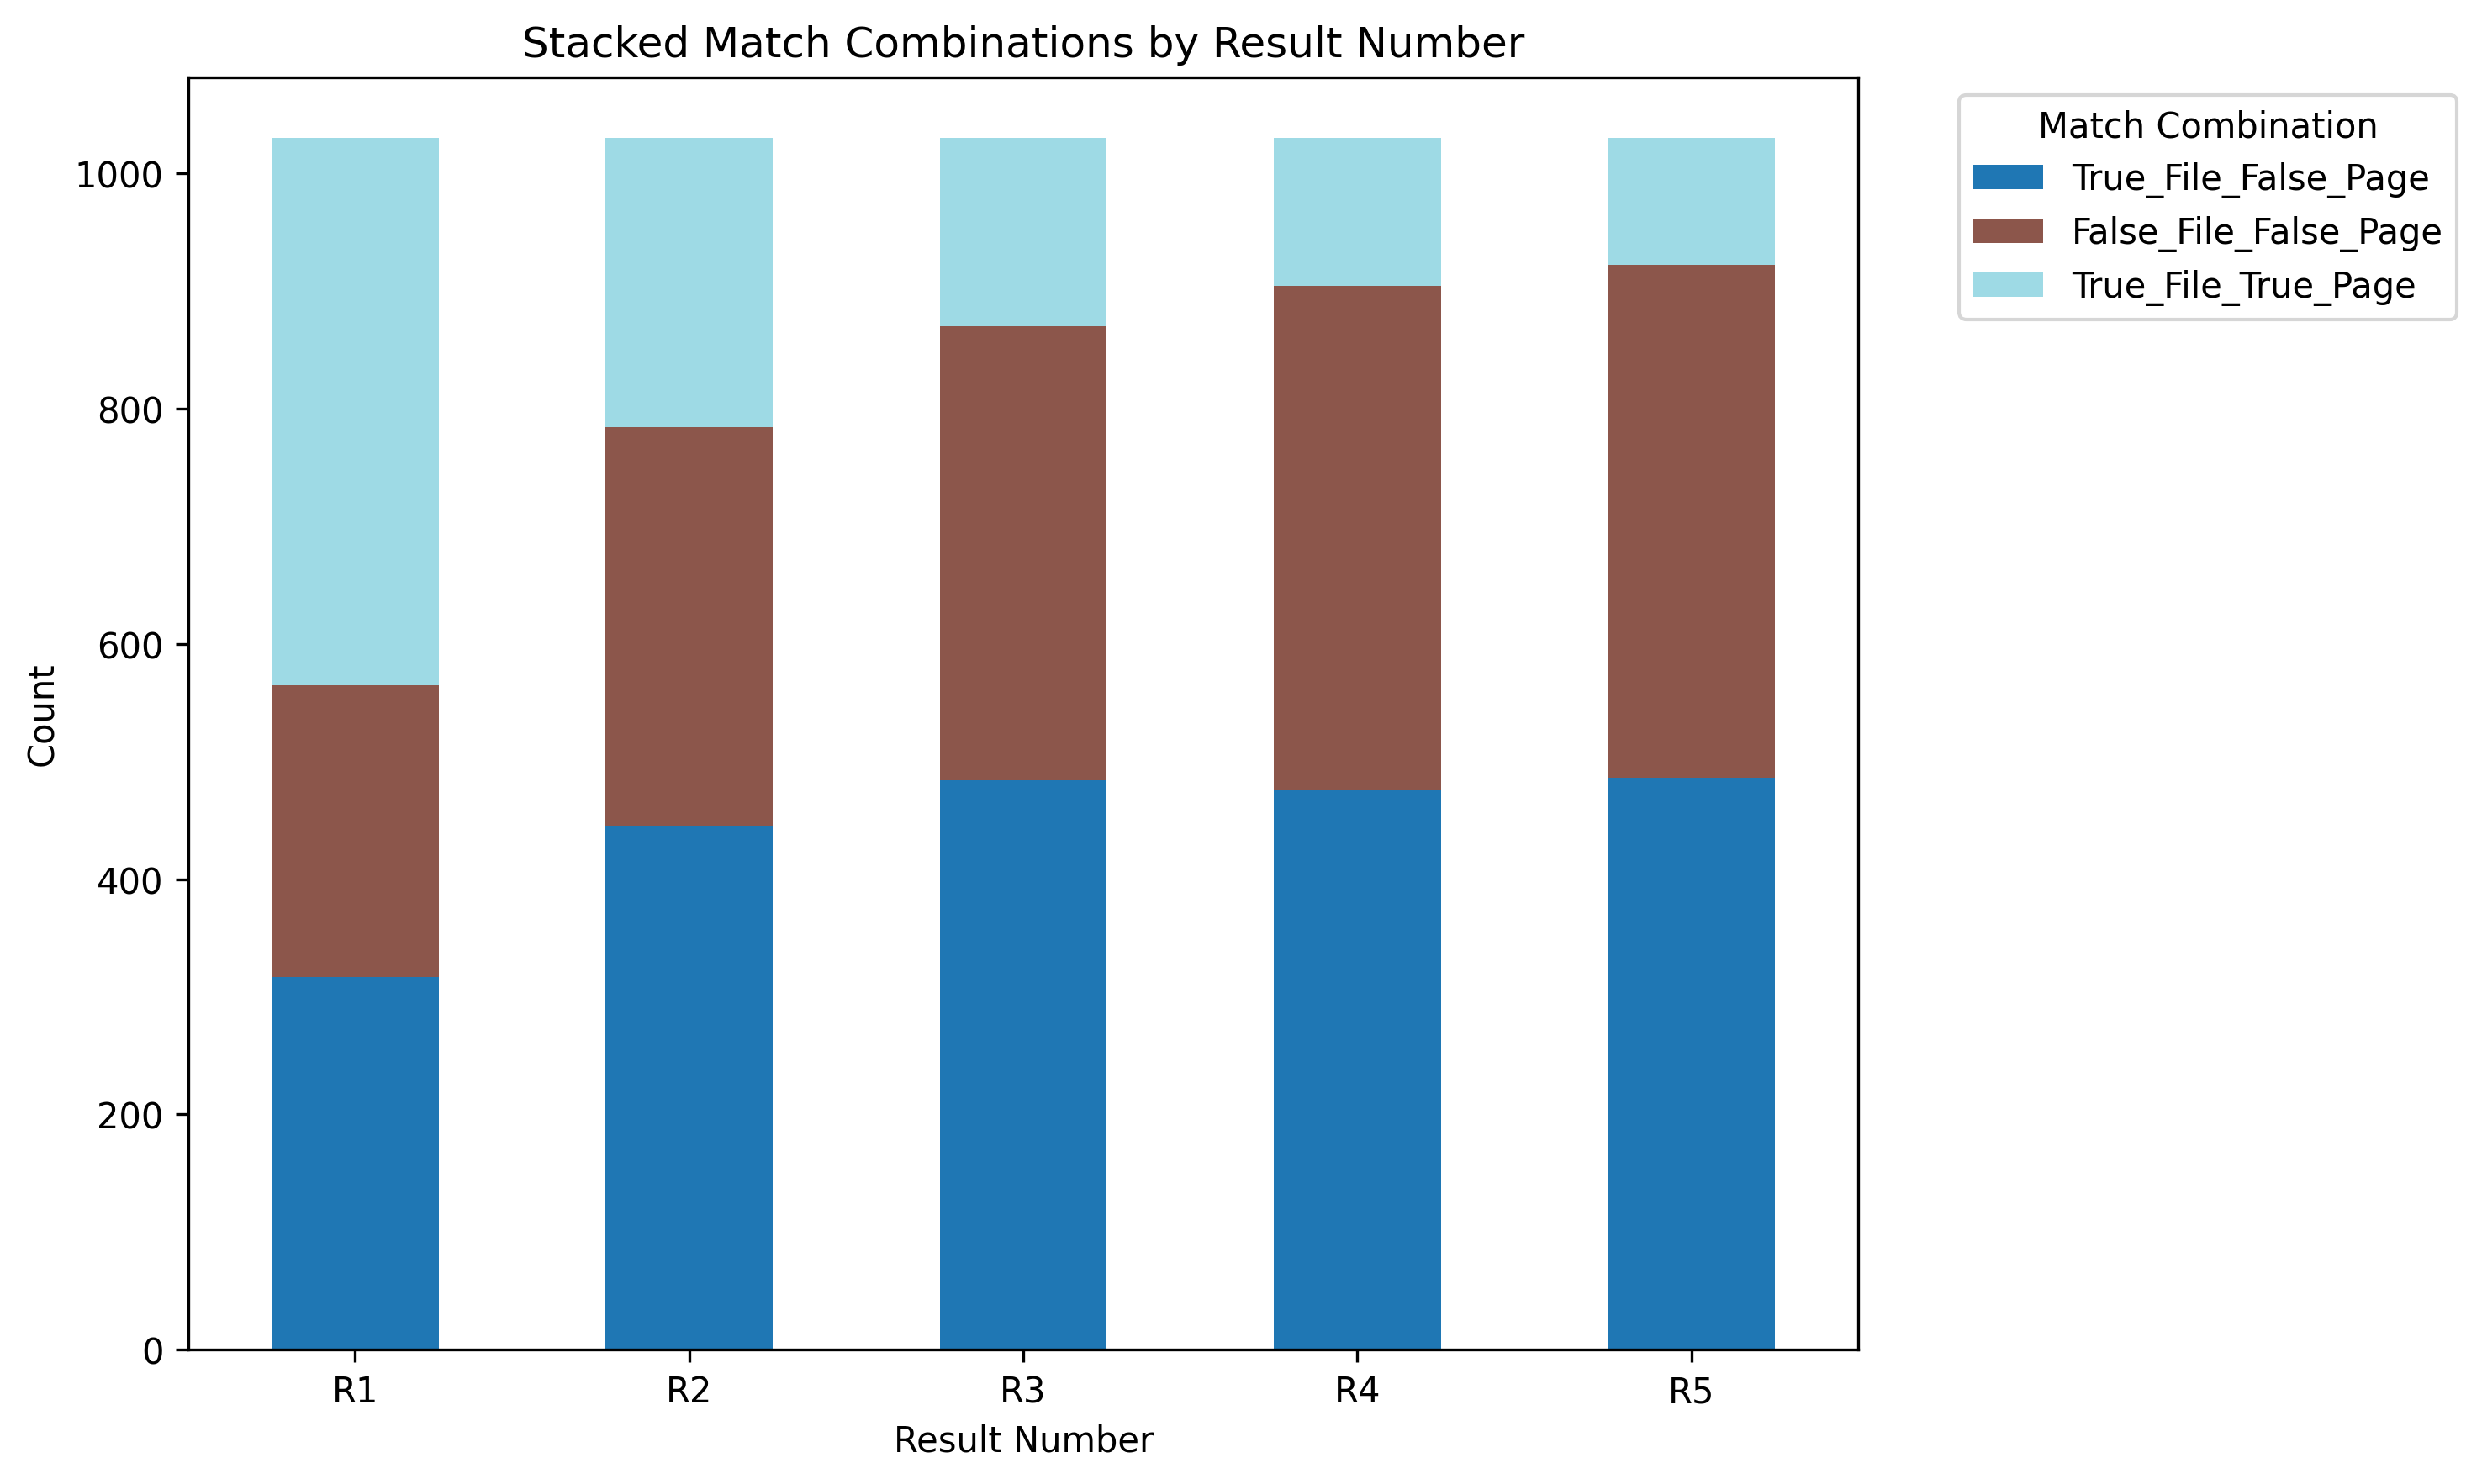 Stacked Match Combinations by Result Number
Match Combination
True_File_False_Page
False_File_False_Page
True_File_True_Page
Count
1000
800
600
400
200
0
R1 R2 R3 R4 R5
Result Number